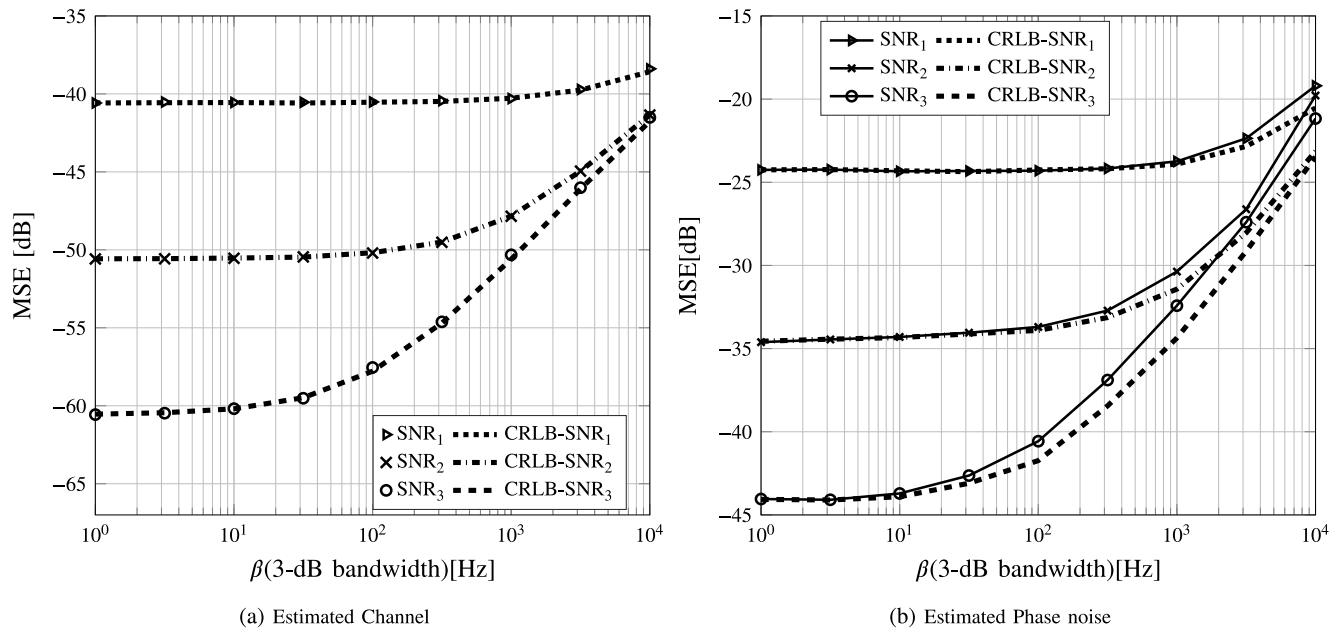 −35
−40
−45
−50
−55
−60
−65
MSE [dB]
SNR1 CRLB-SNR1
SNR2 CRLB-SNR2
SNR3 CRLB-SNR3
10^0 10^1 10^2 10^3 10^4
β(3-dB bandwidth)[Hz]
(a) Estimated Channel
−15
−20
−25
−30
−35
−40
−45
MSE[dB]
SNR1 CRLB-SNR1
SNR2 CRLB-SNR2
SNR3 CRLB-SNR3
10^0 10^1 10^2 10^3 10^4
β(3-dB bandwidth)[Hz]
(b) Estimated Phase noise